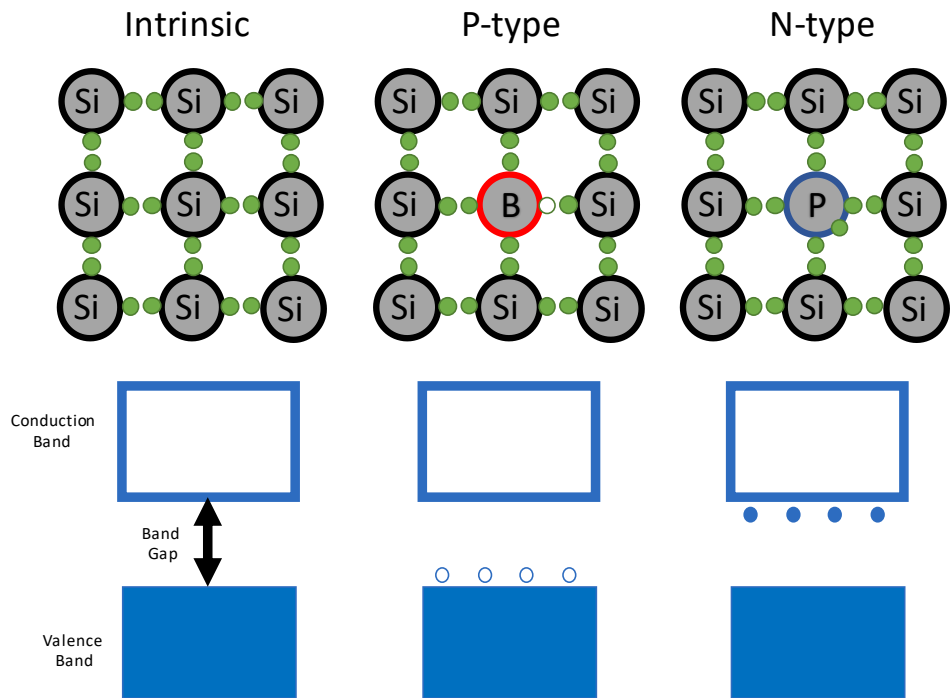 Intrinsic P-type N-type
Si Si Si Si Si Si Si Si Si
Si Si Si Si B Si Si P Si
Si Si Si Si Si Si Si Si Si
Conduction
Band
Band
Gap
Valence
Band